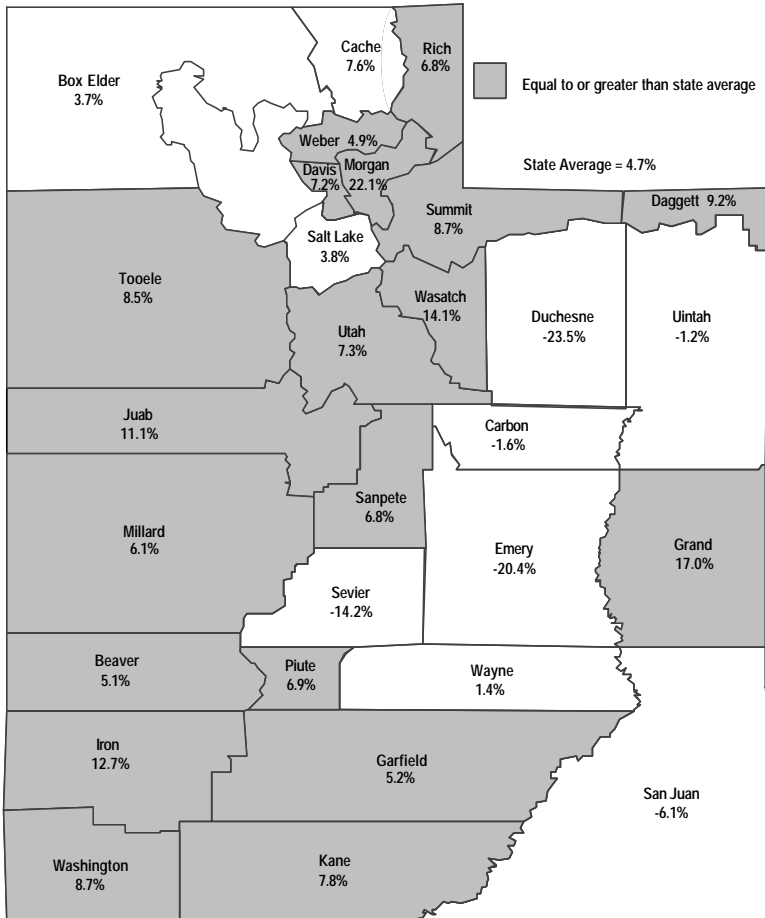 Cache
7.6%
Rich
6.8%
Box Elder
3.7%
Equal to or greater than state average
Weber 4.9%
State Average = 4.7%
Davis
7.2%
Morgan
22.1%
Daggett 9.2%
Summit
8.7%
Salt Lake
3.8%
Tooele
8.5%
Wasatch
14.1%
Duchesne
-23.5%
Uintah
-1.2%
Utah
7.3%
Juab
11.1%
Carbon
-1.6%
Sanpete
6.8%
Millard
6.1%
Emery
-20.4%
Grand
17.0%
Sevier
-14.2%
Beaver
5.1%
Piute
6.9%
Wayne
1.4%
Iron
12.7%
Garfield
5.2%
San Juan
-6.1%
Washington
8.7%
Kane
7.8%